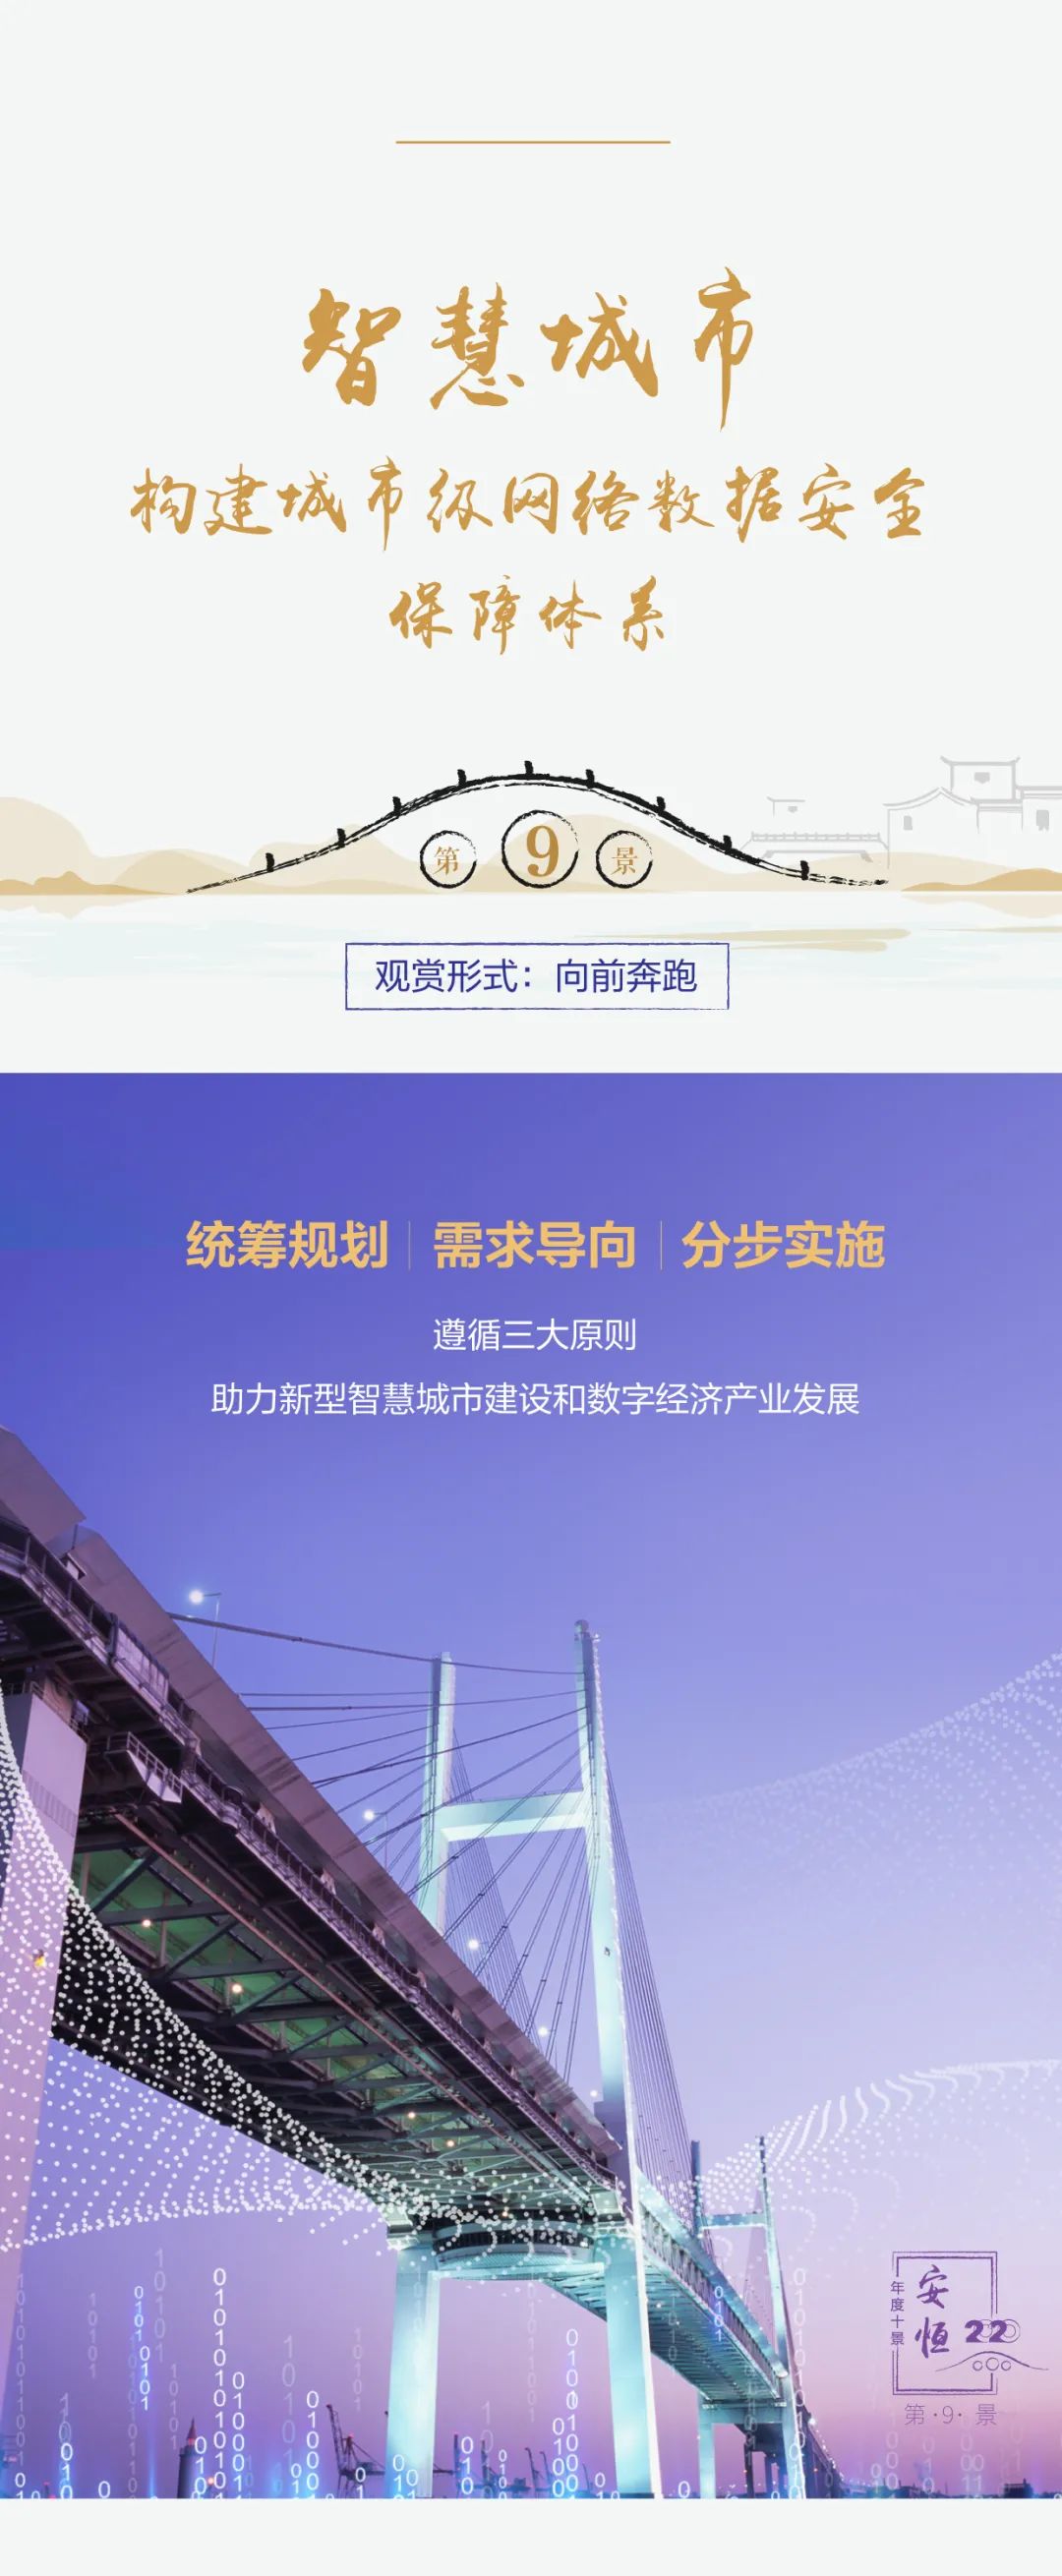 智慧城市
构建城市级网络数据安全
保障体系
第9景
观赏形式：向前奔跑
统筹规划 需求导向 分步实施
遵循三大原则
助力新型智慧城市建设和数字经济产业发展
年度十景
安恒
第·9·景